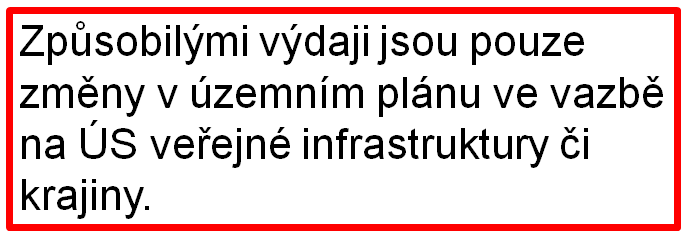 Způsobilými výdaji jsou pouze
změny v územním plánu ve vazbě
na ÚS veřejné infrastruktury či
krajiny.